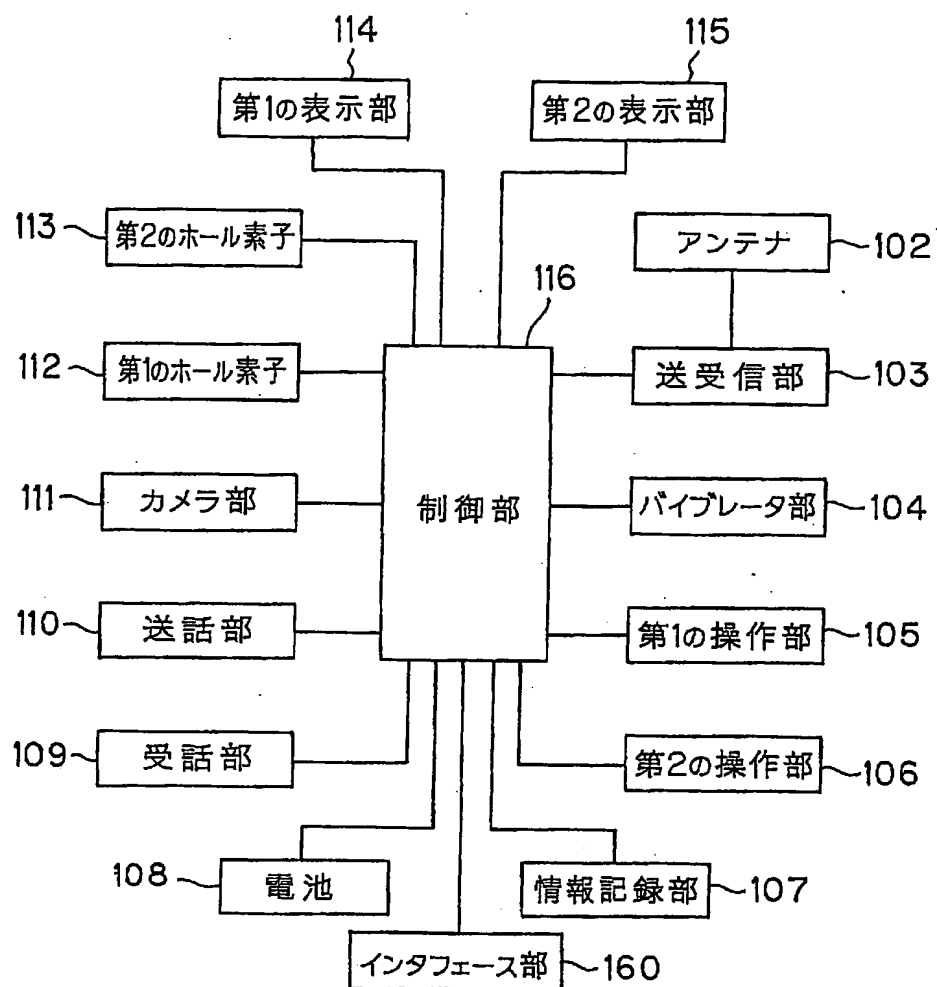 114
115
第1の表示部
第2の表示部
113
第2のホール素子
アンテナ
102
116
112
第1のホール素子
送受信部
103
111
カメラ部
制御部
バイブレータ部
104
110
送話部
第1の操作部
105
109
受話部
第2の操作部
106
108
電池
情報記録部
107
インタフェース部
160